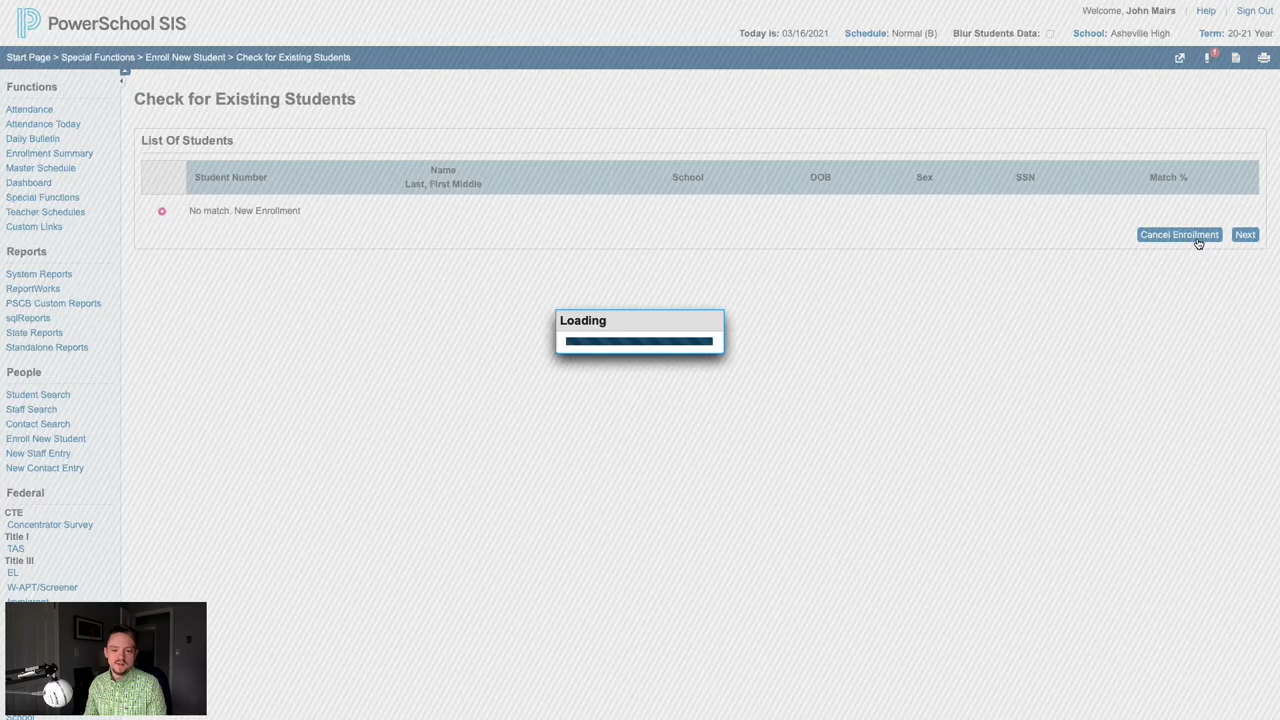 PowerSchool SIS
Welcome, John Mairs
Help
Sign Out
Today is: 03/16/2021
Schedule: Normal (B)
Blur Students Data:
School: Asheville High
Term: 20-21 Year
Start Page > Special Functions > Enroll New Student > Check for Existing Students
1
Functions
Attendance
Attendance Today
Daily Bulletin
Enrollment Summary
Master Schedule
Dashboard
Special Functions
Teacher Schedules
Custom Links
Reports
System Reports
ReportWorks
PSCB Custom Reports
sqlReports
State Reports
Standalone Reports
People
Student Search
Staff Search
Contact Search
Enroll New Student
New Staff Entry
New Contact Entry
Federal
CTE
Concentrator Survey
Title I
TAS
Title III
EL
W-APT/Screener
Immigrant
School
Check for Existing Students
List Of Students
Student Number
Name
Last, First Middle
School
DOB
Sex
SSN
Match %
No match. New Enrollment
Cancel Enrollment
Next
Loading